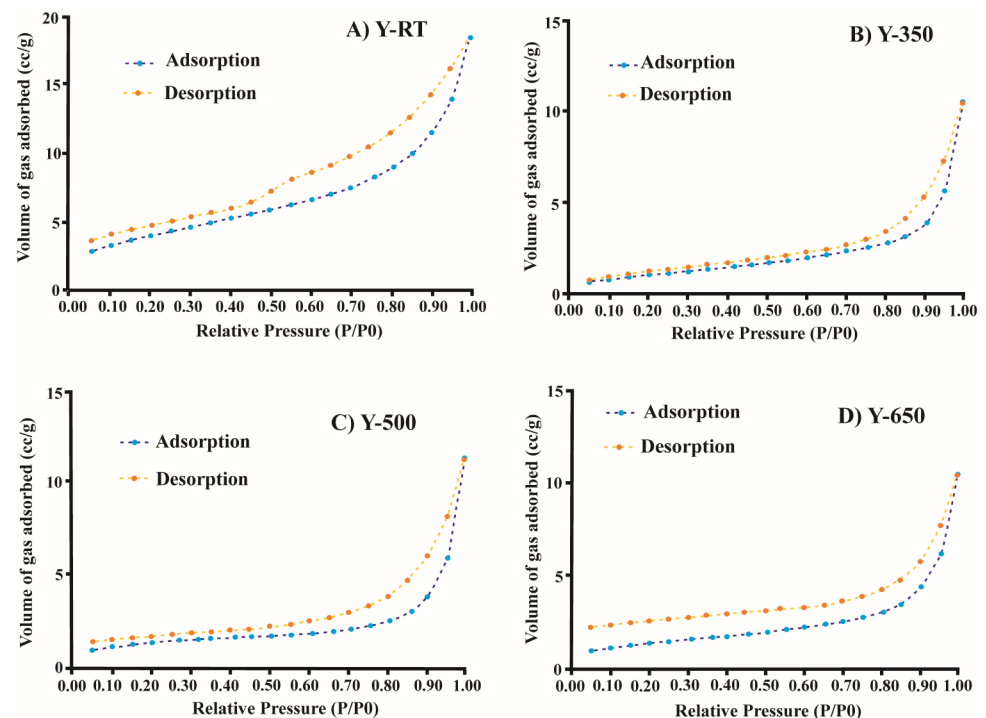 A) Y-RT
Volume of gas adsorbed (cc/g)
20
15
10
5
0
Adsorption
Desorption
0.10 0.20 0.30 0.40 0.50 0.60 0.70 0.80 0.90 1.00
Relative Pressure (P/P0)
B) Y-350
Volume of gas adsorbed (cc/g)
15
10
5
0
Adsorption
Desorption
0.00 0.10 0.20 0.30 0.40 0.50 0.60 0.70 0.80 0.90 1.00
Relative Pressure (P/P0)
C) Y-500
Volume of gas adsorbed (cc/g)
15
10
5
0
Adsorption
Desorption
0.00 0.10 0.20 0.30 0.40 0.50 0.60 0.70 0.80 0.90 1.00
Relative Pressure (P/P0)
D) Y-650
Volume of gas adsorbed (cc/g)
15
10
5
0
Adsorption
Desorption
0.00 0.10 0.20 0.30 0.40 0.50 0.60 0.70 0.80 0.90 1.00
Relative Pressure (P/P0)